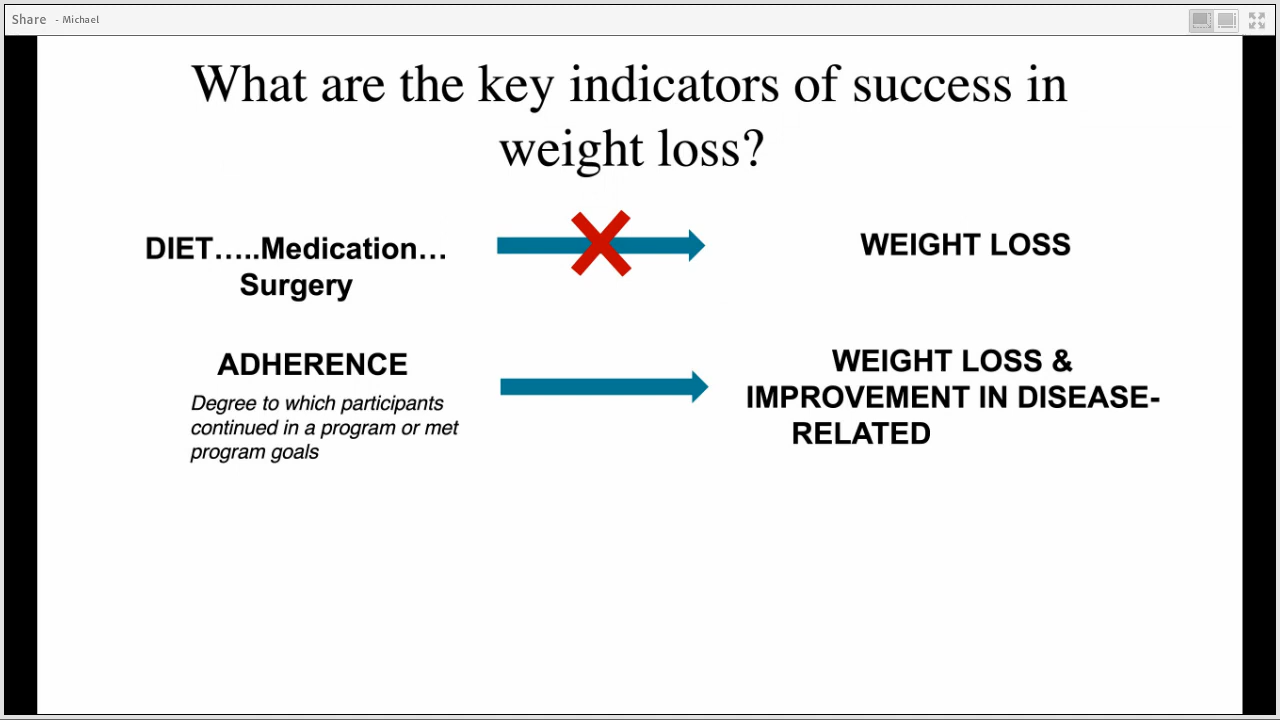 Share - Michael
What are the key indicators of success in
weight loss?
DIET…..Medication…
Surgery
WEIGHT LOSS
ADHERENCE
Degree to which participants
continued in a program or met
program goals
WEIGHT LOSS &
IMPROVEMENT IN DISEASE-
RELATED